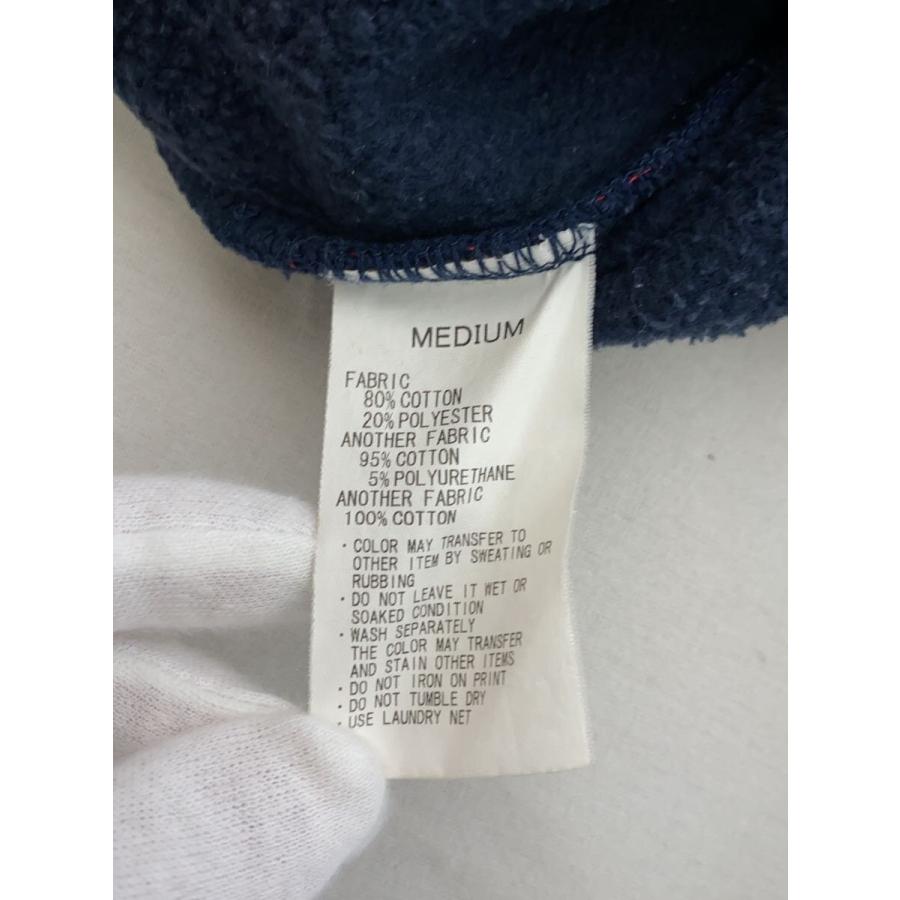 MEDIUM
FABRIC
80% COTTON
20% POLYESTER
ANOTHER FABRIC
95% COTTON
5% POLYURETHANE
ANOTHER FABRIC
100% COTTON
・COLOR MAY TRANSFER TO
OTHER ITEM BY SWEATING OR
RUBBING
・DO NOT LEAVE IT WET OR
SOAKED CONDITION
・WASH SEPARATELY
THE COLOR MAY TRANSFER
AND STAIN OTHER ITEMS
・DO NOT IRON ON PRINT
・DO NOT TUMBLE DRY
・USE LAUNDRY NET